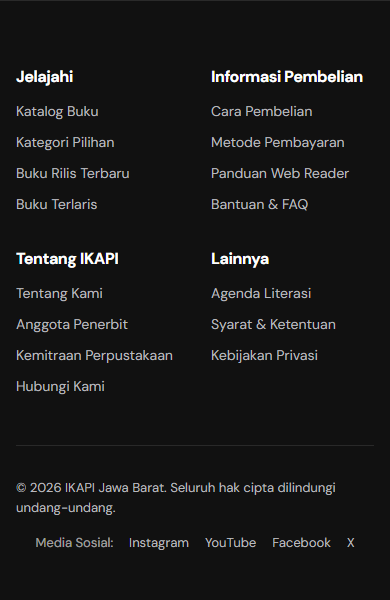 Jelajahi
Katalog Buku
Kategori Pilihan
Buku Rilis Terbaru
Buku Terlaris
Informasi Pembelian
Cara Pembelian
Metode Pembayaran
Panduan Web Reader
Bantuan & FAQ
Tentang IKAPI
Tentang Kami
Anggota Penerbit
Kemitraan Perpustakaan
Hubungi Kami
Lainnya
Agenda Literasi
Syarat & Ketentuan
Kebijakan Privasi
© 2026 IKAPI Jawa Barat. Seluruh hak cipta dilindungi
undang-undang.
Media Sosial: Instagram YouTube Facebook X